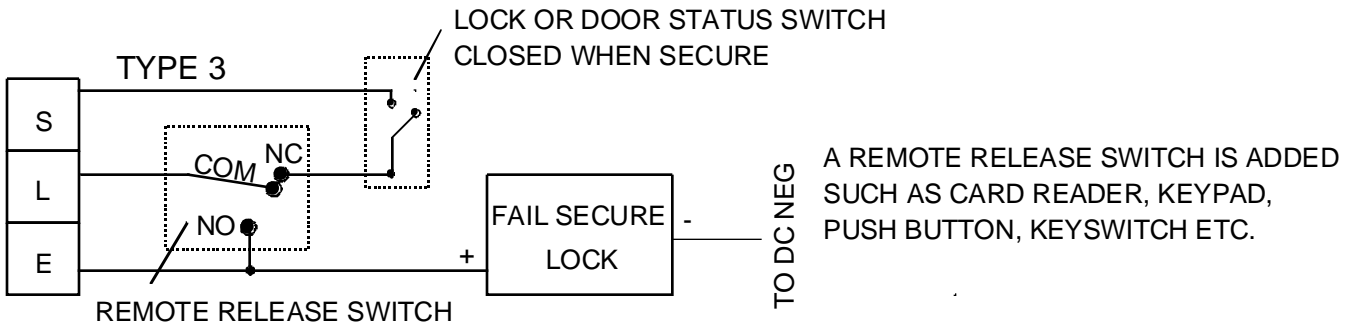 LOCK OR DOOR STATUS SWITCH
CLOSED WHEN SECURE
TYPE 3
S
L
E
COM
NC
NO
REMOTE RELEASE SWITCH
+
FAIL SECURE
LOCK
-
TO DC NEG
A REMOTE RELEASE SWITCH IS ADDED
SUCH AS CARD READER, KEYPAD,
PUSH BUTTON, KEYSWITCH ETC.